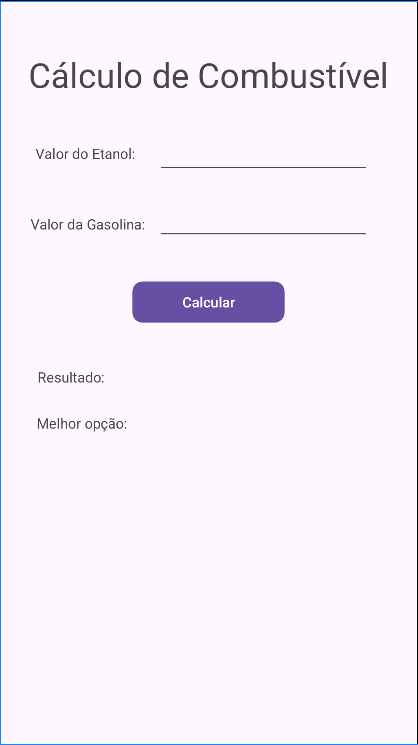 Cálculo de Combustível
Valor do Etanol:
Valor da Gasolina:
Calcular
Resultado:
Melhor opção: